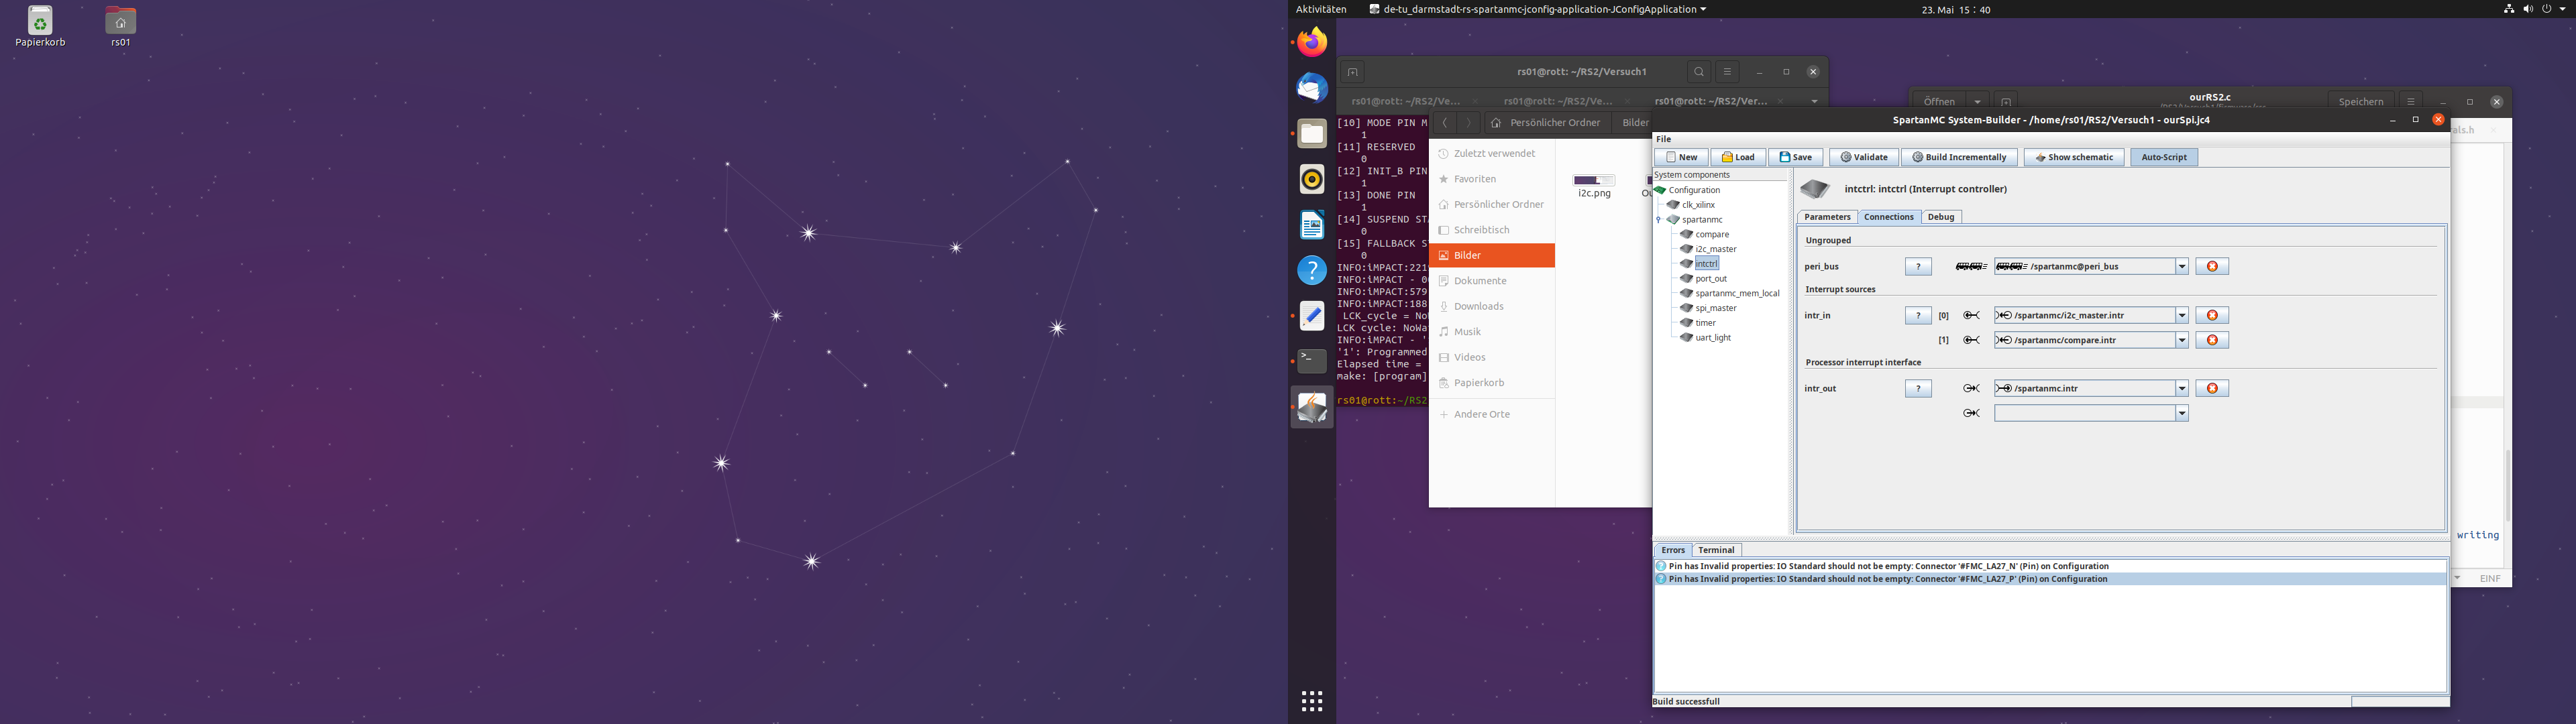 Papierkorb
rs01
Aktivitäten
de-tu_darmstadt-rs-spartanmc-jconfig-application-JConfigApplication
23. Mai 15:40
rs01@rott: ~/RS2/Versuch1
rs01@rott: ~/RS2/Ve...
rs01@rott: ~/RS2/Ve...
rs01@rott: ~/RS2/Ver...
[10] MODE PIN M
1
[11] RESERVED
0
[12] INIT_B PIN
1
[13] DONE PIN
1
[14] SUSPEND STA
0
[15] FALLBACK ST
0
INFO:iMPACT:221
INFO:iMPACT - 0
INFO:iMPACT:579
INFO:iMPACT:188
LCK_cycle = NoW
LCK cycle: NoWa
INFO:iMPACT - '
'1': Programmed
Elapsed time =
make: [program]
rs01@rott:~/RS2
Persönlicher Ordner
Bilder
Zuletzt verwendet
Favoriten
Persönlicher Ordner
Schreibtisch
Bilder
Dokumente
Downloads
Musik
Videos
Papierkorb
Andere Orte
i2c.png
Öffnen
ourRS2.c
Speichern
als.h
writing
EINF
SpartanMC System-Builder - /home/rs01/RS2/Versuch1 - ourSpi.jc4
File
New
Load
Save
Validate
Build Incrementally
Show schematic
Auto-Script
System components
Configuration
clk_xilinx
spartanmc
compare
i2c_master
intctrl
port_out
spartanmc_mem_local
spi_master
timer
uart_light
intctrl: intctrl (Interrupt controller)
Parameters
Connections
Debug
Ungrouped
peri_bus
?
/spartanmc@peri_bus
Interrupt sources
intr_in
?
[0]
/spartanmc/i2c_master.intr
[1]
/spartanmc/compare.intr
Processor interrupt interface
intr_out
?
/spartanmc.intr
Errors
Terminal
Pin has Invalid properties: IO Standard should not be empty: Connector '#FMC_LA27_N' (Pin) on Configuration
Pin has Invalid properties: IO Standard should not be empty: Connector '#FMC_LA27_P' (Pin) on Configuration
Build successfull